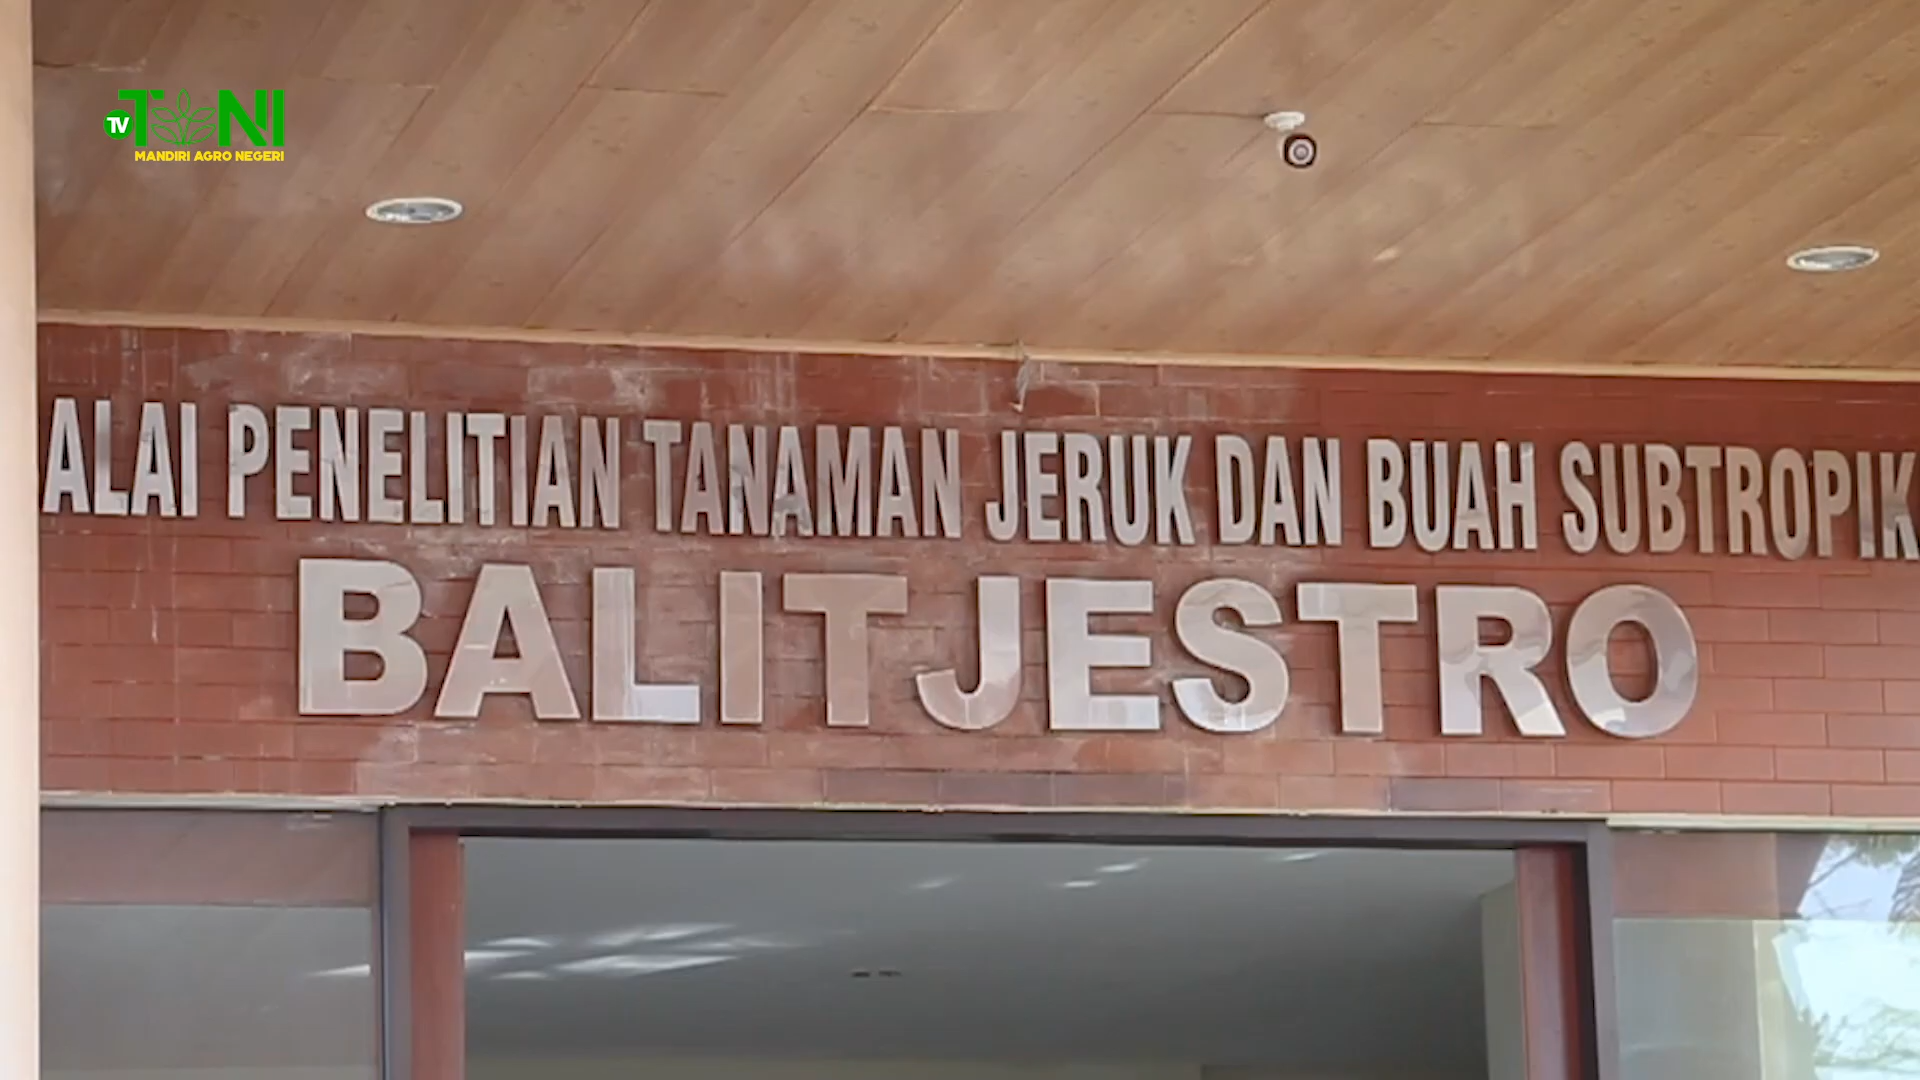 TV TANI
MANDIRI AGRO NEGERI
ALAI PENELITIAN TANAMAN JERUK DAN BUAH SUBTROPIK
BALITJESTRO